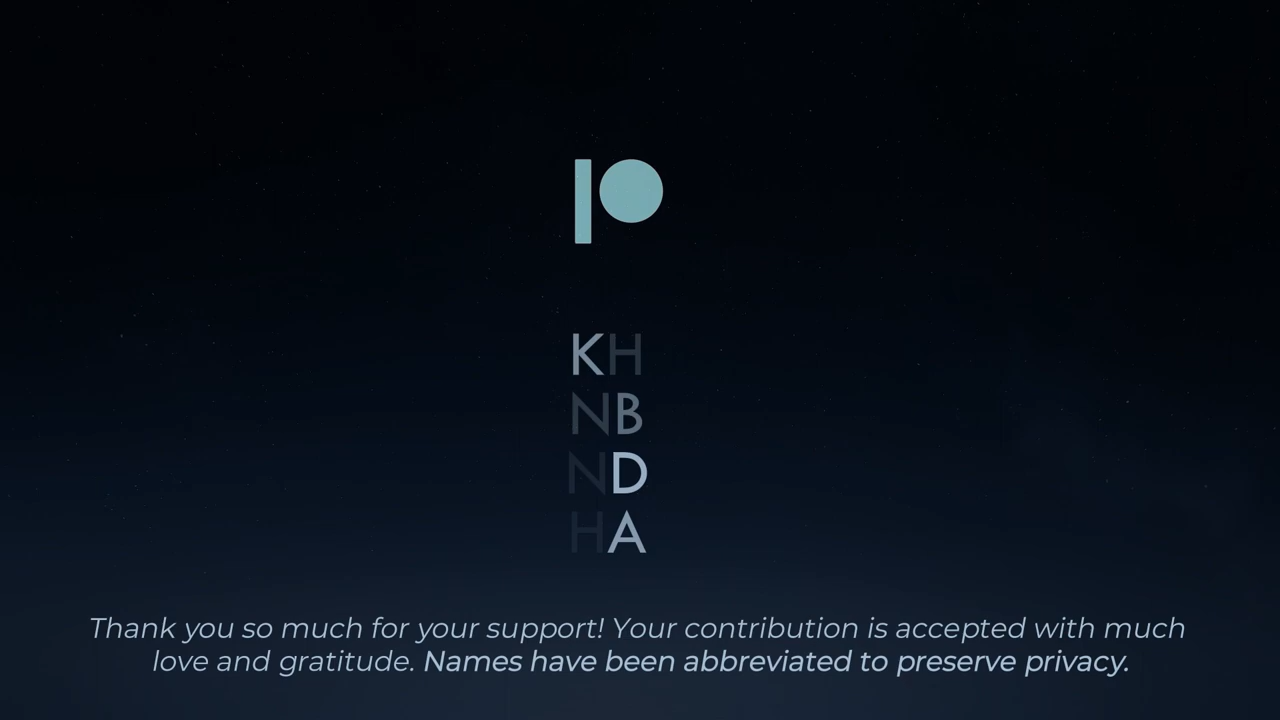 KH
NB
ND
HA
Thank you so much for your support! Your contribution is accepted with much
love and gratitude. Names have been abbreviated to preserve privacy.